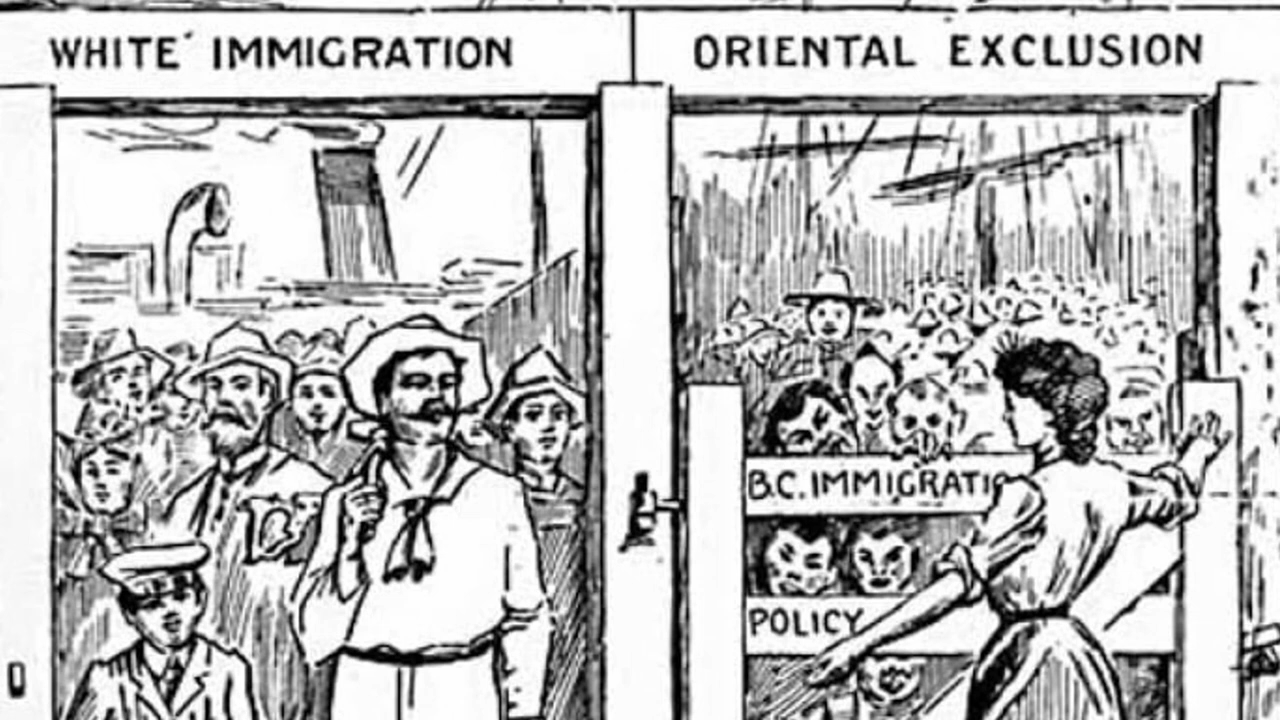 WHITE IMMIGRATION
ORIENTAL EXCLUSION
B.C. IMMIGRATIO
POLICY